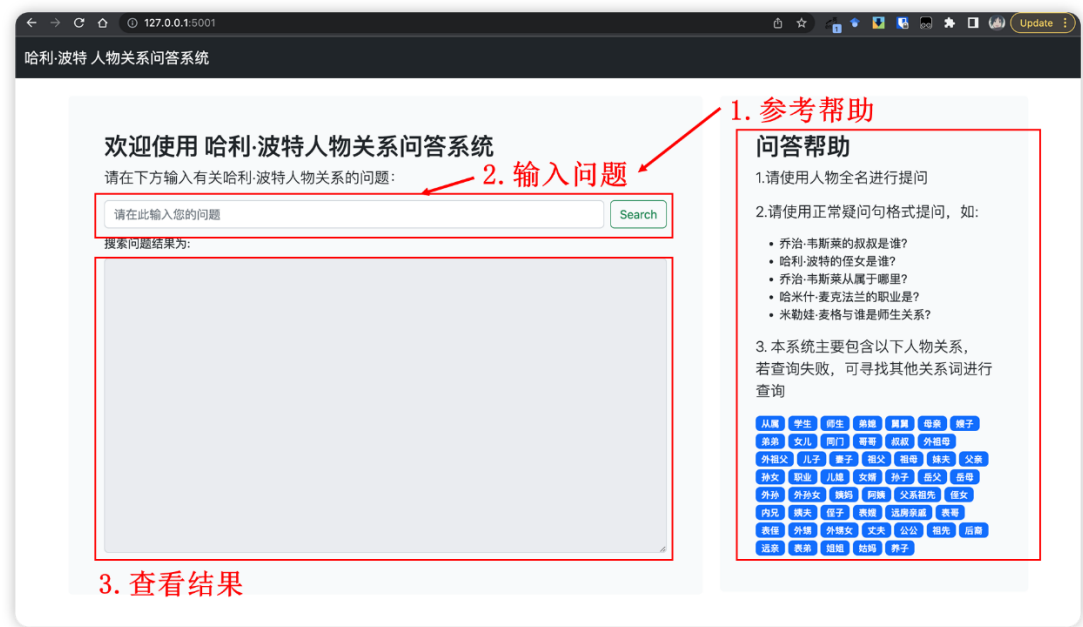 127.0.0.1:5001
Update
哈利·波特 人物关系问答系统
1. 参考帮助
欢迎使用 哈利·波特人物关系问答系统
请在下方输入有关哈利·波特人物关系的问题：
2. 输入问题
请在此输入您的问题
Search
搜索问题结果为:
3. 查看结果
问答帮助
1.请使用人物全名进行提问
2.请使用正常疑问句格式提问，如:
乔治·韦斯莱的叔叔是谁?
哈利·波特的侄女是谁?
乔治·韦斯莱从属于哪里?
哈米什·麦克法兰的职业是?
米勒娃·麦格与谁是师生关系?
3. 本系统主要包含以下人物关系，
若查询失败，可寻找其他关系词进行
查询
从属 学生 师生 弟媳 舅舅 母亲 嫂子
弟弟 女儿 同门 哥哥 叔叔 外祖母
外祖父 儿子 妻子 祖父 祖母 妹夫 父亲
孙女 职业 儿媳 女婿 孙子 岳父 岳母
外孙 外孙女 姨妈 阿姨 父系祖先 侄女
内兄 姨夫 侄子 表嫂 远房亲戚 表哥
表侄 外甥 外甥女 丈夫 公公 祖先 后裔
远亲 表弟 姐姐 姑妈 养子